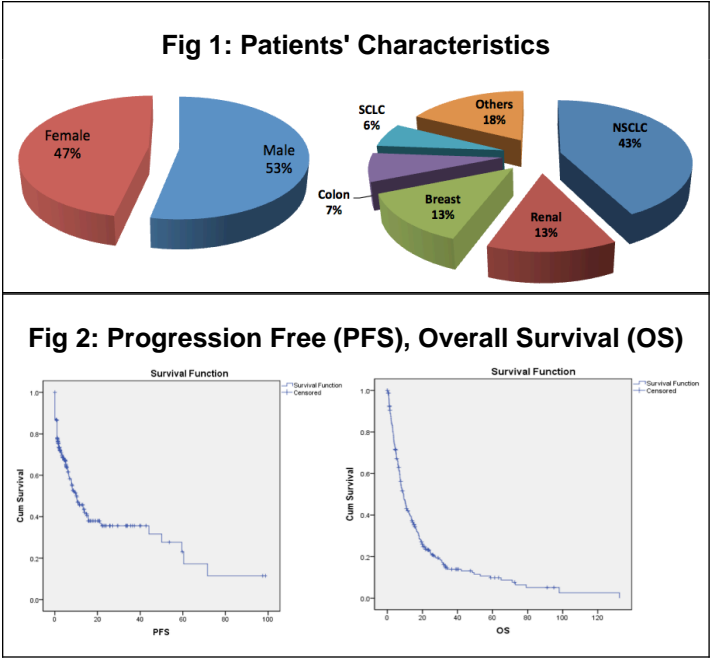 Fig 1: Patients' Characteristics
Female
47%
Male
53%
NSCLC
43%
Renal
13%
Breast
13%
Colon
7%
SCLC
6%
Others
18%
Fig 2: Progression Free (PFS), Overall Survival (OS)
Survival Function
Survival Function
Censored
Cum Survival
1.0
0.8
0.6
0.4
0.2
0.0
0 20 40 60 80 100
PFS
Survival Function
Survival Function
Censored
Cum Survival
1.0
0.8
0.6
0.4
0.2
0.0
0 20 40 60 80 100 120
OS